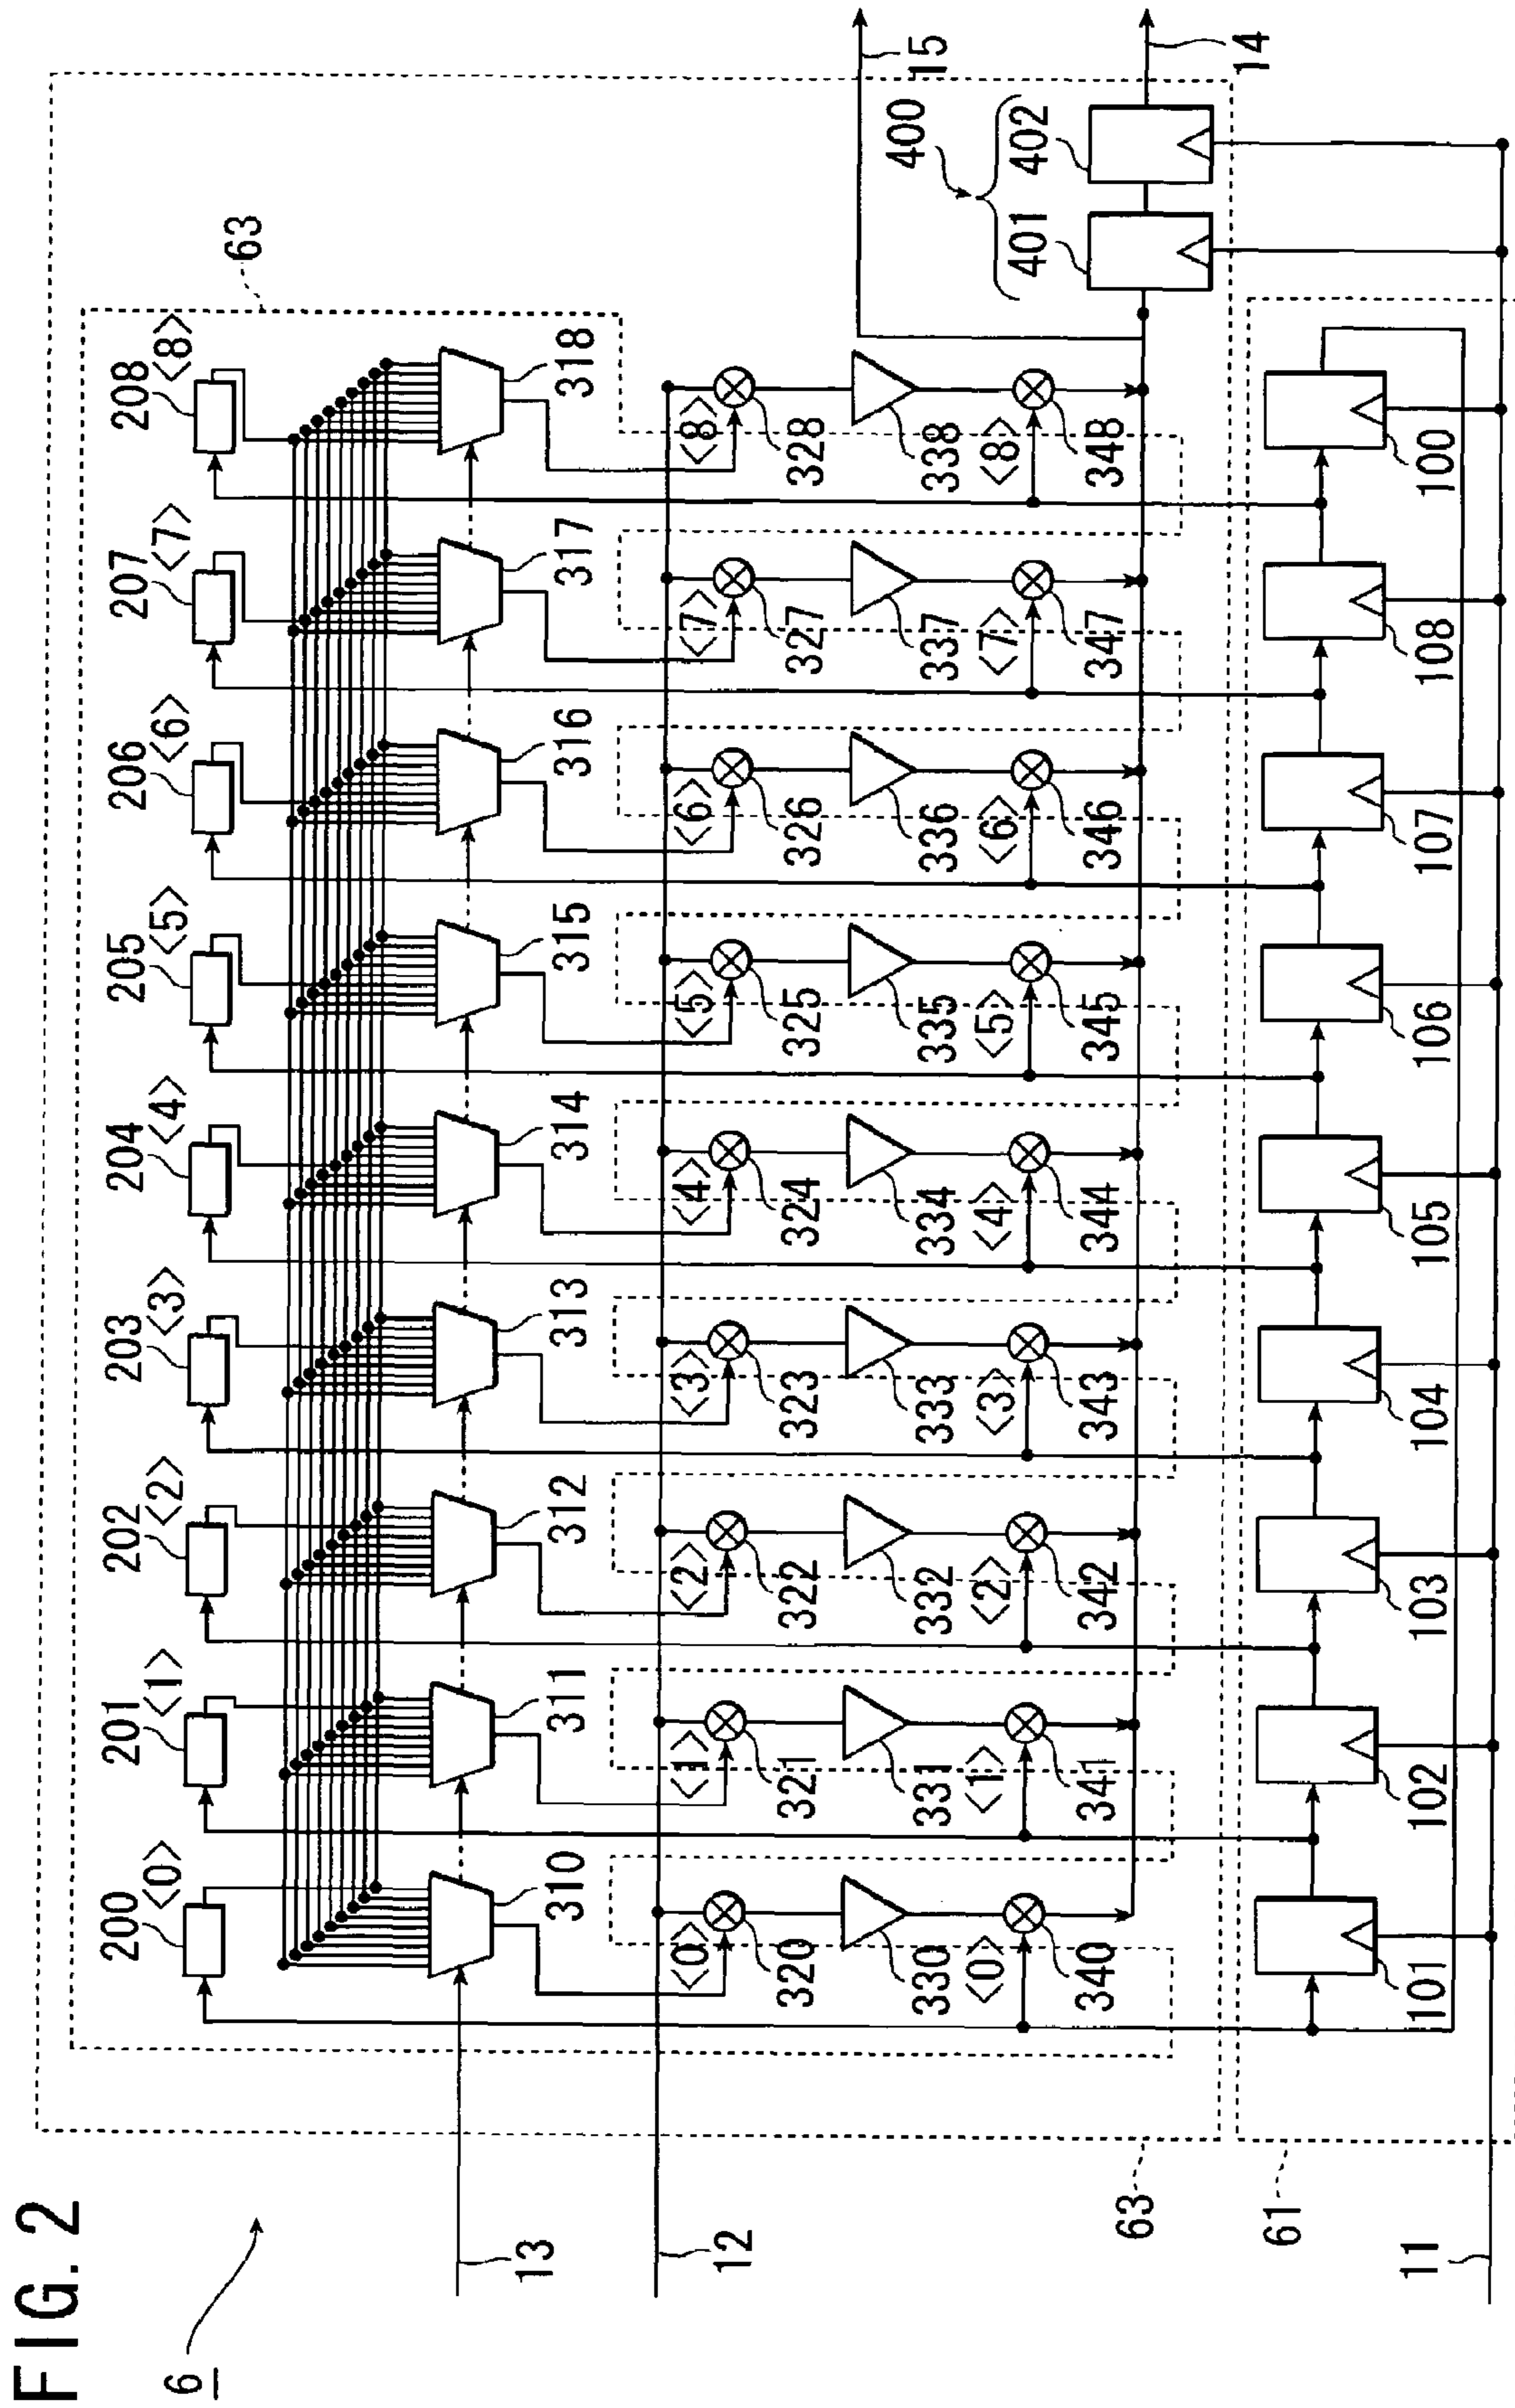 FIG. 2
6
63
200 201 202 203 204 205 206 207 208
<0> <1> <2> <3> <4> <5> <6> <7> <8>
13
310 311 312 313 314 315 316 317 318
12
<0> <1> <2> <3> <4> <5> <6> <7> <8>
320 321 322 323 324 325 326 327 328
15
400
330 331 332 333 334 335 336 337 338
<0> <1> <2> <3> <4> <5> <6> <7> <8>
401 402
340 341 342 343 344 345 346 347 348
14
63
61
101 102 103 104 105 106 107 108 100
11